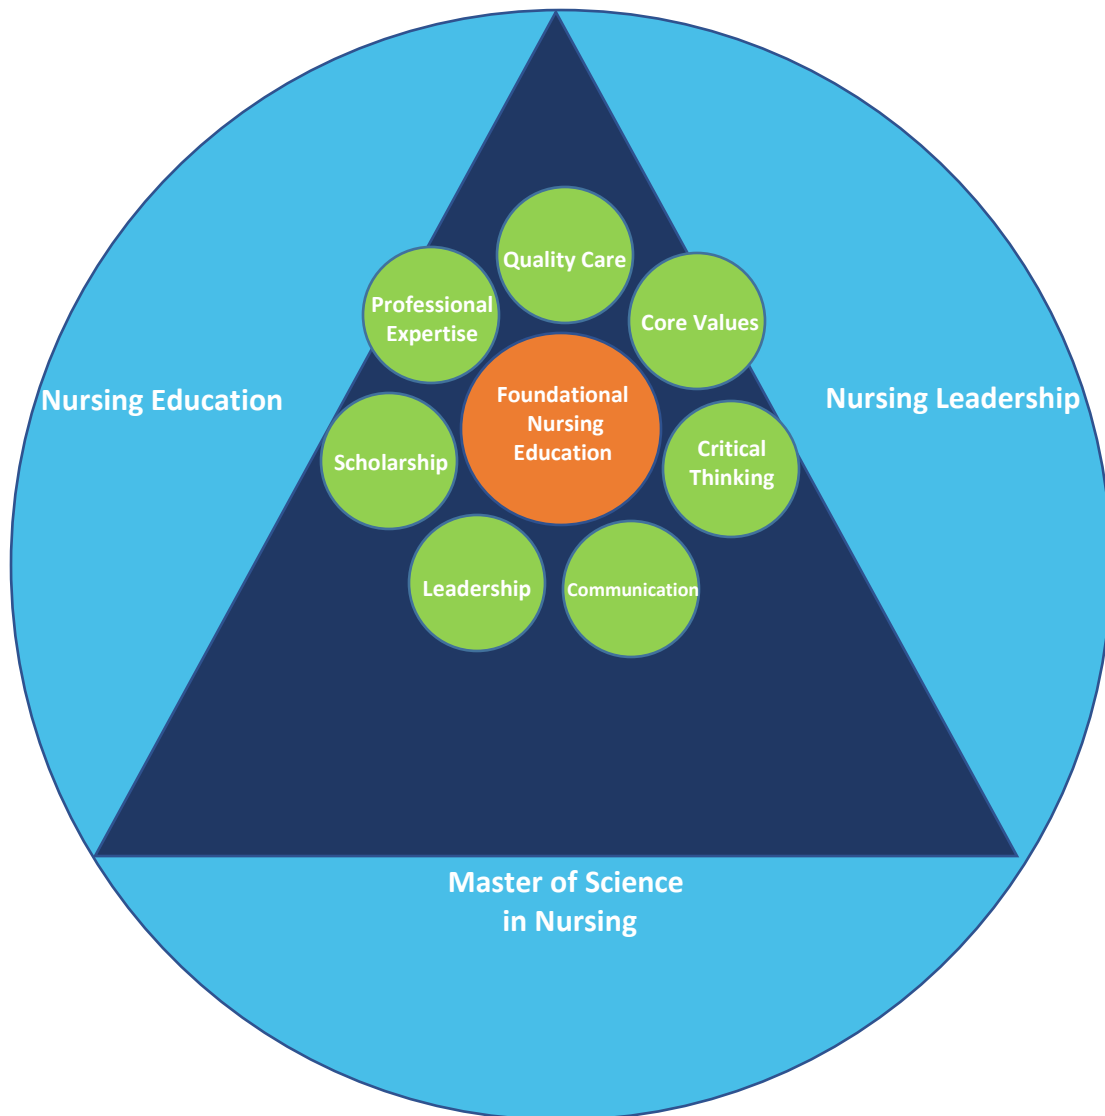 Quality Care
Professional
Expertise
Core Values
Nursing Education
Foundational
Nursing
Education
Nursing Leadership
Scholarship
Critical
Thinking
Leadership
Communication
Master of Science
in Nursing